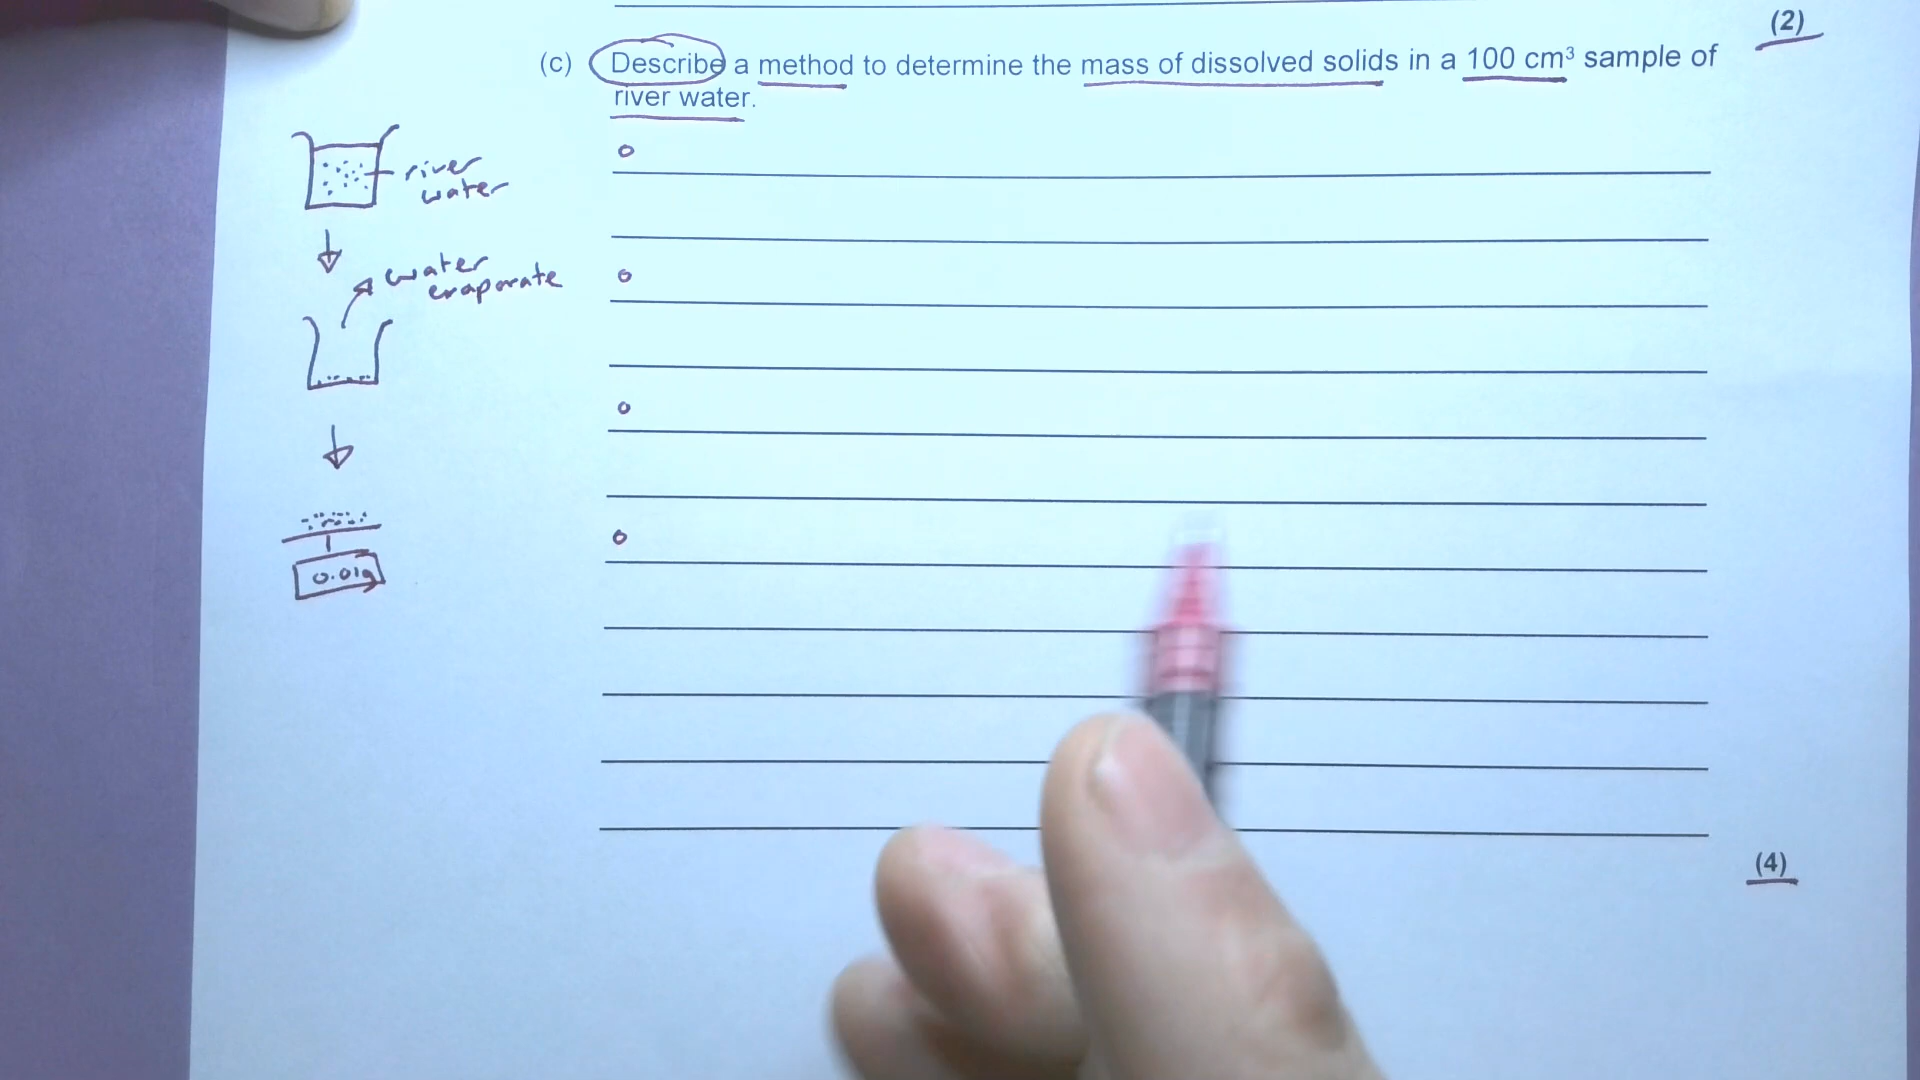 (2)
(c) Describe a method to determine the mass of dissolved solids in a 100 cm³ sample of
river water.
river
water
water
evaporate
0.01g
(4)